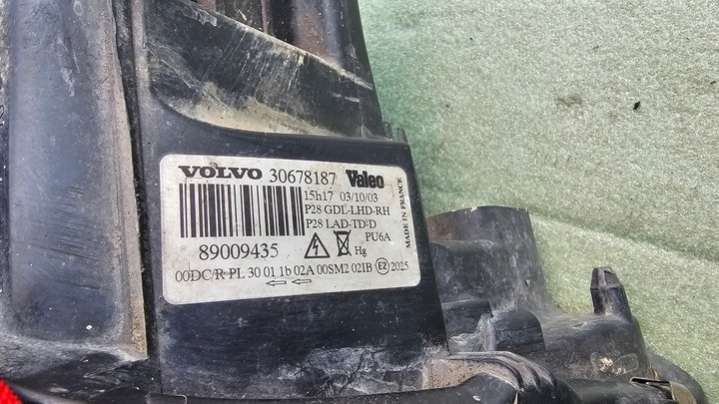 VOLVO 30678187 Valeo
15h17 03/10/03
P28 GDL-LHD-RH
P28 LAD-TD-D
PU6A
89009435
Hg
00DC/R PL 30 01 1b 02A 00SM2 021B E2 2025
MADE IN FRANCE